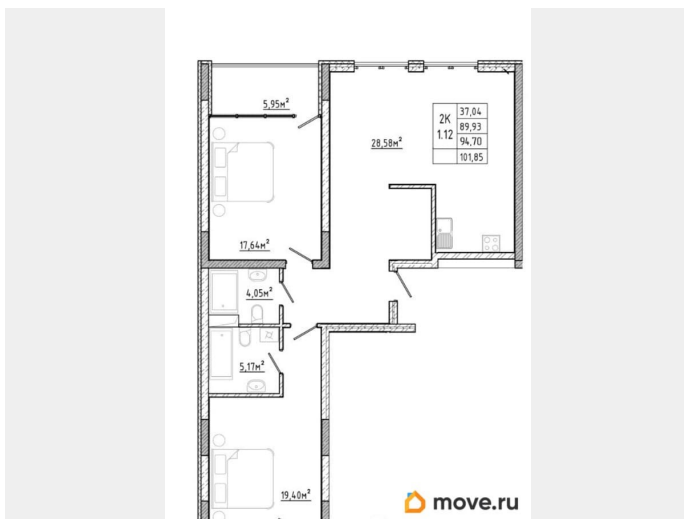 5,95м²
28,58м²
2К
1.12
37,04
89,93
94,70
101,85
17,64м²
4,05м²
5,17м²
19,40м²
move.ru